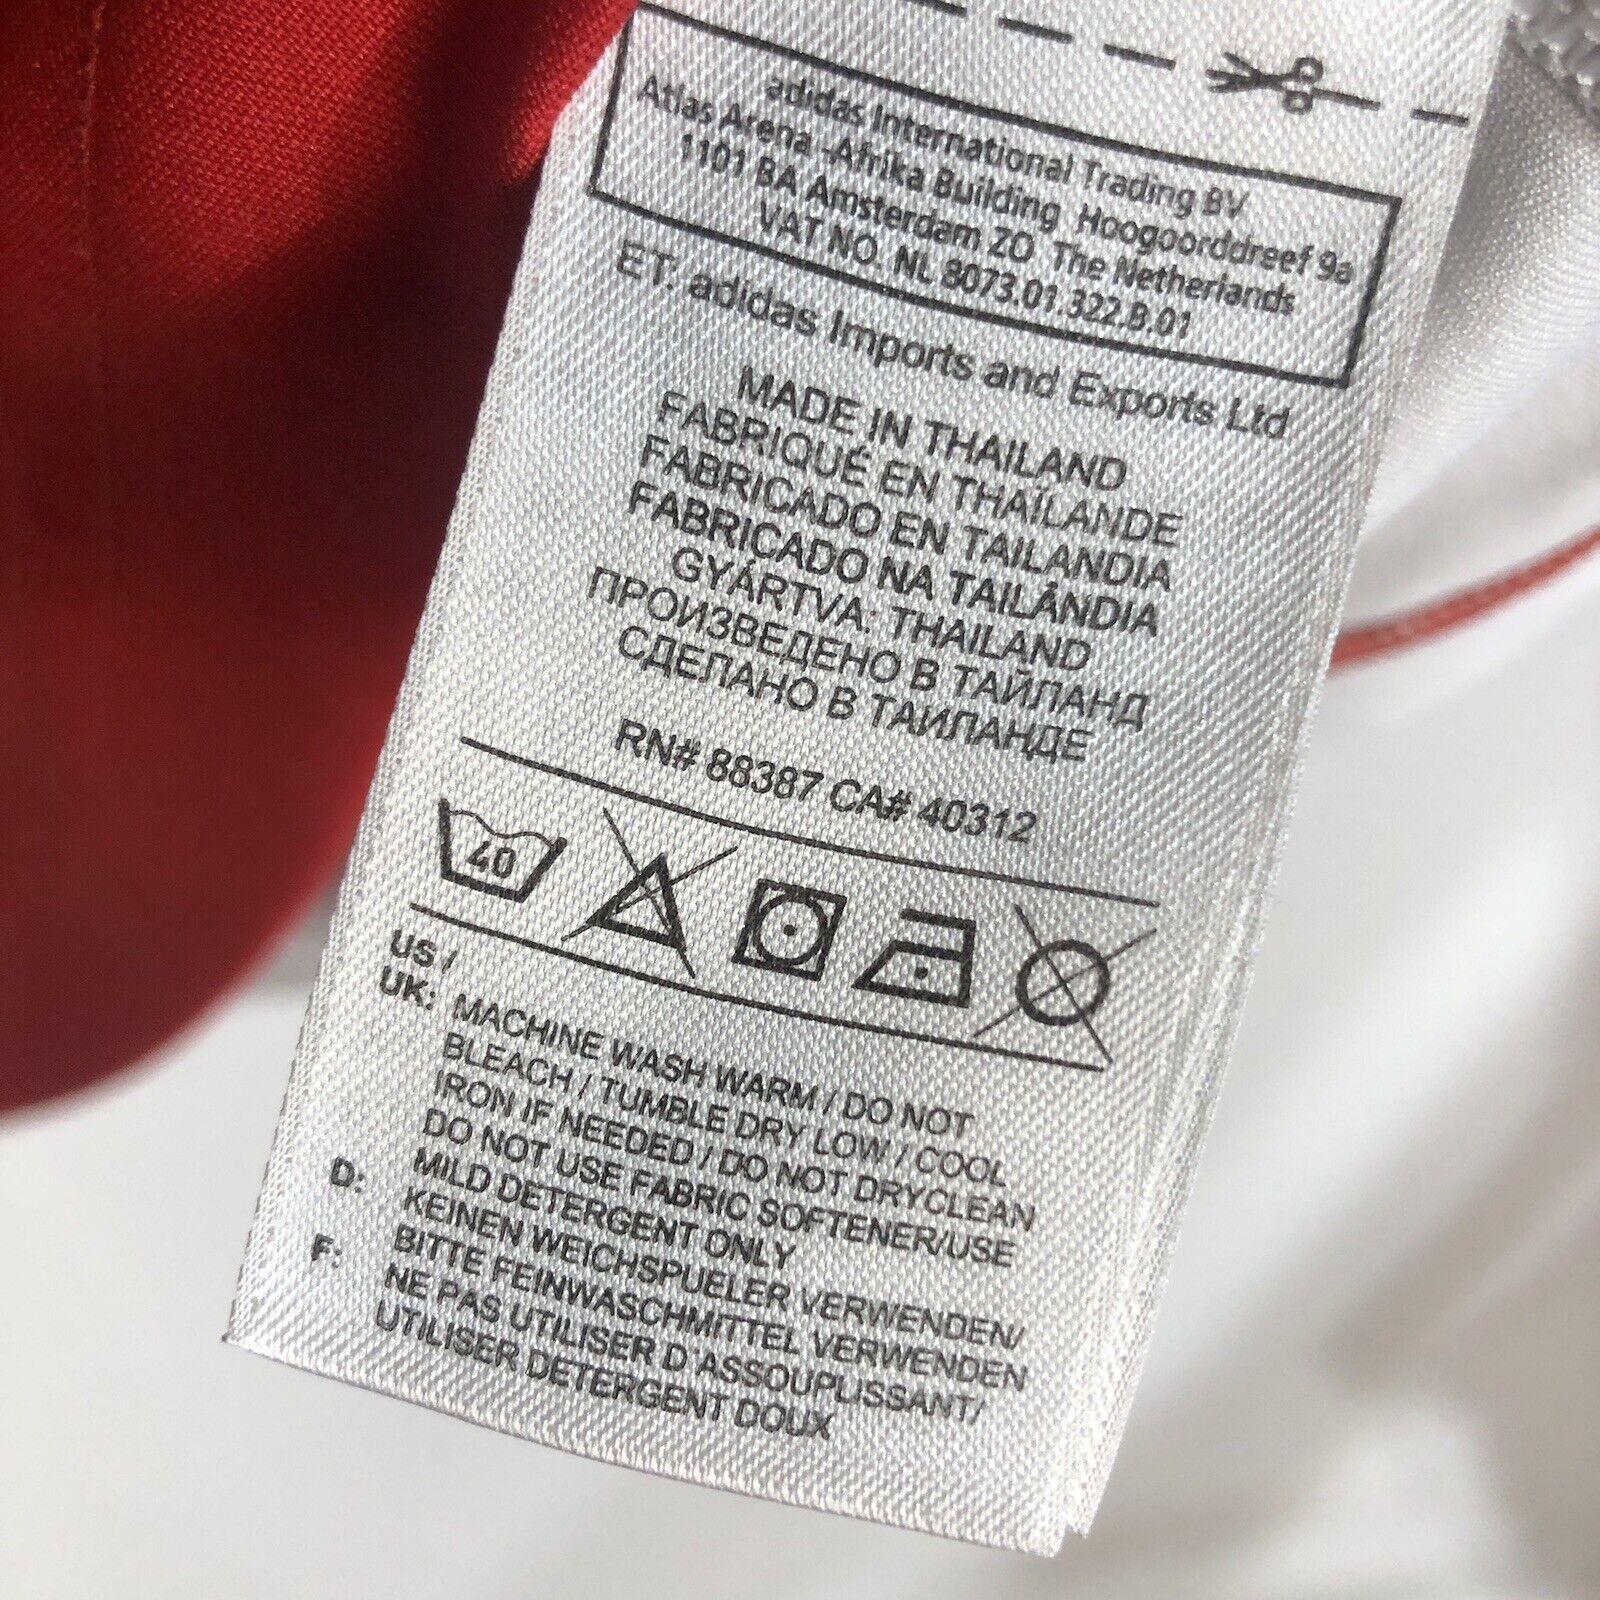 adidas International Trading BV
Atlas Arena -Afrika Building Hoogoorddreef 9a
1101 BA Amsterdam ZO The Netherlands
VAT NO. NL 8073.01.322.B.01
ET: adidas Imports and Exports Ltd
MADE IN THAILAND
FABRIQUÉ EN THAÏLANDE
FABRICADO EN TAILANDIA
FABRICADO NA TAILÂNDIA
GYÁRTVA: THAILAND
ПРОИЗВЕДЕНО В ТАЙЛАНД
СДЕЛАНО В ТАИЛАНДЕ
RN# 88387 CA# 40312
40
US /
UK: MACHINE WASH WARM / DO NOT
BLEACH / TUMBLE DRY LOW / COOL
IRON IF NEEDED / DO NOT DRYCLEAN
DO NOT USE FABRIC SOFTENER/USE
MILD DETERGENT ONLY
D: KEINEN WEICHSPUELER VERWENDEN/
BITTE FEINWASCHMITTEL VERWENDEN
F: NE PAS UTILISER D'ASSOUPLISSANT/
UTILISER DETERGENT DOUX